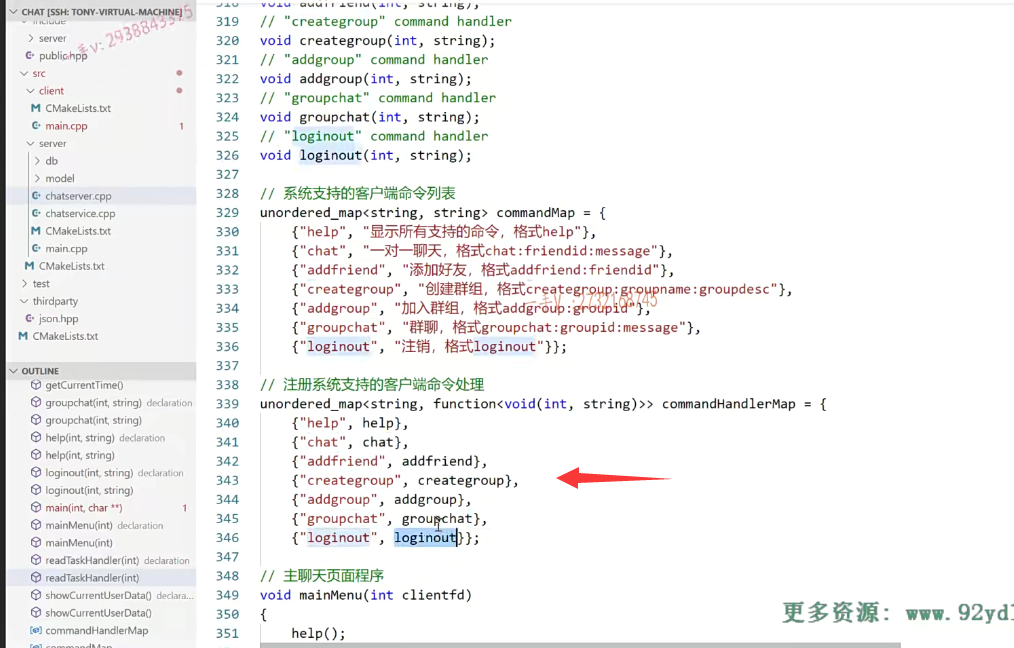 CHAT [SSH: TONY-VIRTUAL-MACHINE]
include
server
public.hpp
src
client
CMakeLists.txt
main.cpp 1
server
db
model
chatserver.cpp
chatservice.cpp
CMakeLists.txt
main.cpp
CMakeLists.txt
test
thirdparty
json.hpp
CMakeLists.txt
OUTLINE
getCurrentTime()
groupchat(int, string) declaration
groupchat(int, string)
help(int, string) declaration
help(int, string)
loginout(int, string) declaration
loginout(int, string)
main(int, char **) 1
mainMenu(int) declaration
mainMenu(int)
readTaskHandler(int) declaration
readTaskHandler(int)
showCurrentUserData() declara...
showCurrentUserData()
commandHandlerMap
commandMap
318 void addfriend(int, string);
319 // "creategroup" command handler
320 void creategroup(int, string);
321 // "addgroup" command handler
322 void addgroup(int, string);
323 // "groupchat" command handler
324 void groupchat(int, string);
325 // "loginout" command handler
326 void loginout(int, string);
327
328 // 系统支持的客户端命令列表
329 unordered_map<string, string> commandMap = {
330 {"help", "显示所有支持的命令，格式help"},
331 {"chat", "一对一聊天，格式chat:friendid:message"},
332 {"addfriend", "添加好友，格式addfriend:friendid"},
333 {"creategroup", "创建群组，格式creategroup:groupname:groupdesc"},
334 {"addgroup", "加入群组，格式addgroup:groupid"},
335 {"groupchat", "群聊，格式groupchat:groupid:message"},
336 {"loginout", "注销，格式loginout"}};
337
338 // 注册系统支持的客户端命令处理
339 unordered_map<string, function<void(int, string)>> commandHandlerMap = {
340 {"help", help},
341 {"chat", chat},
342 {"addfriend", addfriend},
343 {"creategroup", creategroup},
344 {"addgroup", addgroup},
345 {"groupchat", groupchat},
346 {"loginout", loginout}};
347
348 // 主聊天页面程序
349 void mainMenu(int clientfd)
350 {
351 help();
更多资源: www.92yd